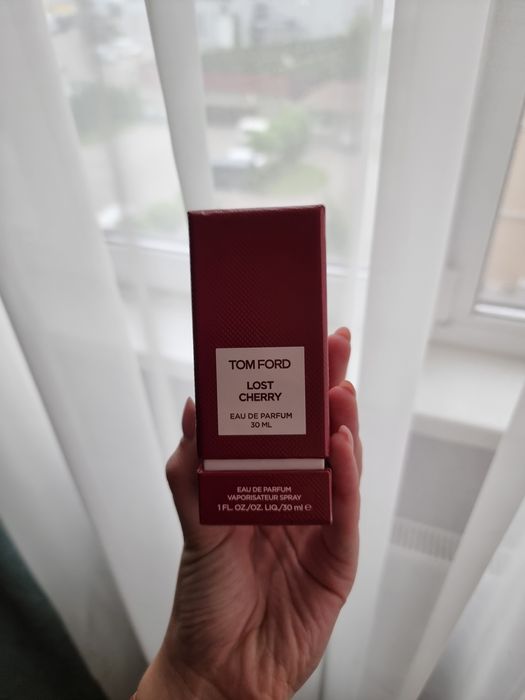 TOM FORD
LOST
CHERRY
EAU DE PARFUM
30 ML
EAU DE PARFUM
VAPORISATEUR SPRAY
1 FL. OZ./OZ. LIQ./30 ml ℮